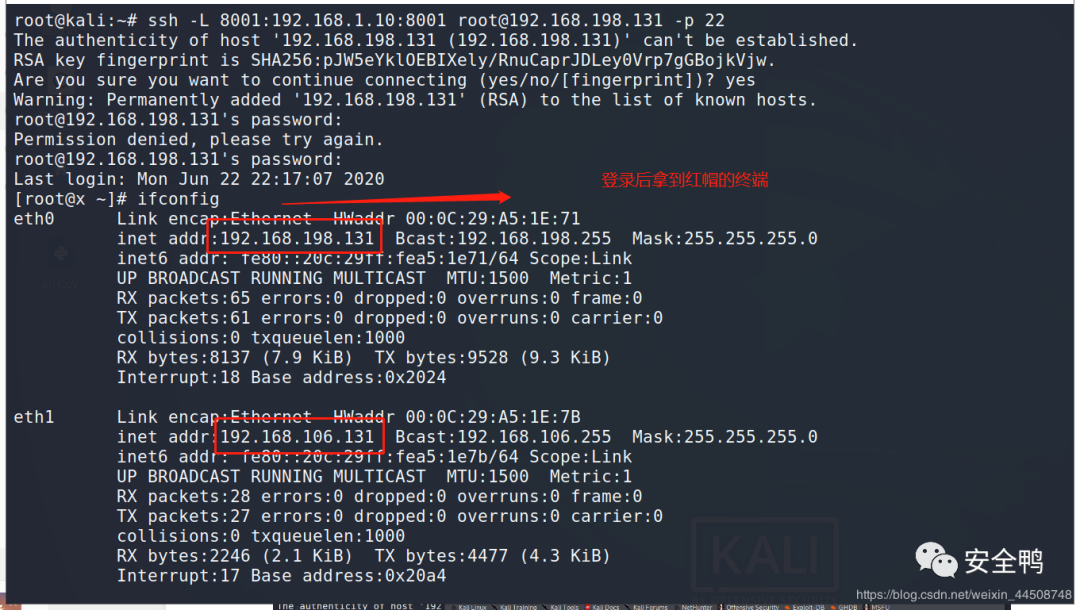 root@kali:~# ssh -L 8001:192.168.1.10:8001 root@192.168.198.131 -p 22
The authenticity of host '192.168.198.131 (192.168.198.131)' can't be established.
RSA key fingerprint is SHA256:pJW5eYklOEBIXely/RnuCaprJDLey0Vrp7gGBojkVjw.
Are you sure you want to continue connecting (yes/no/[fingerprint])? yes
Warning: Permanently added '192.168.198.131' (RSA) to the list of known hosts.
root@192.168.198.131's password:
Permission denied, please try again.
root@192.168.198.131's password:
Last login: Mon Jun 22 22:17:07 2020
登录后拿到红帽的终端
[root@x ~]# ifconfig
eth0 Link encap:Ethernet HWaddr 00:0C:29:A5:1E:71
inet addr:192.168.198.131 Bcast:192.168.198.255 Mask:255.255.255.0
inet6 addr: fe80::20c:29ff:fea5:1e71/64 Scope:Link
UP BROADCAST RUNNING MULTICAST MTU:1500 Metric:1
RX packets:65 errors:0 dropped:0 overruns:0 frame:0
TX packets:61 errors:0 dropped:0 overruns:0 carrier:0
collisions:0 txqueuelen:1000
RX bytes:8137 (7.9 KiB) TX bytes:9528 (9.3 KiB)
Interrupt:18 Base address:0x2024
eth1 Link encap:Ethernet HWaddr 00:0C:29:A5:1E:7B
inet addr:192.168.106.131 Bcast:192.168.106.255 Mask:255.255.255.0
inet6 addr: fe80::20c:29ff:fea5:1e7b/64 Scope:Link
UP BROADCAST RUNNING MULTICAST MTU:1500 Metric:1
RX packets:28 errors:0 dropped:0 overruns:0 frame:0
TX packets:27 errors:0 dropped:0 overruns:0 carrier:0
collisions:0 txqueuelen:1000
RX bytes:2246 (2.1 KiB) TX bytes:4477 (4.3 KiB)
Interrupt:17 Base address:0x20a4
KALI
安全鸭
https://blog.csdn.net/weixin_44508748
The authenticity of host '192 Kali Linux Kali Training Kali Tools Kali Docs Kali Forums NetHunter Offensive Security Exploit-DB GHDB MSFU